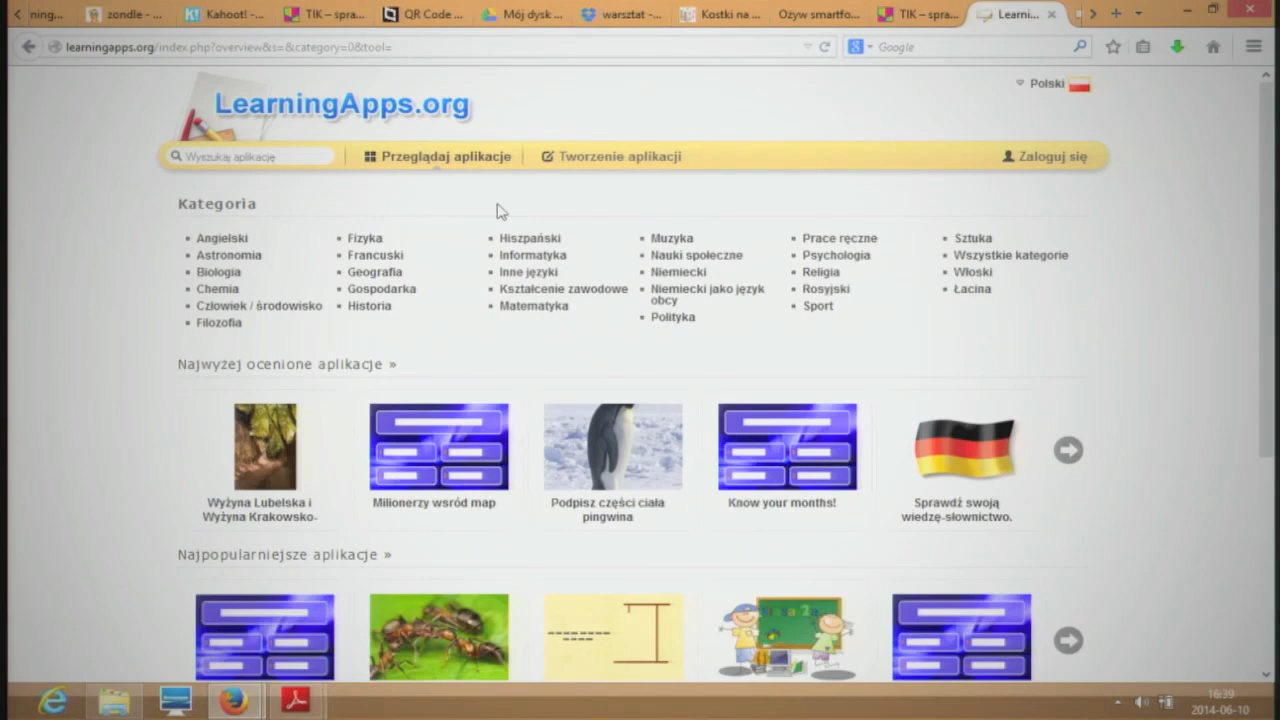 ning...
zondle - ...
Kahoot! -...
TIK – spra...
QR Code ...
Mój dysk ...
warsztat -...
Kostki na ...
Ożyw smartfo...
TIK – spra...
Learni...
learningapps.org/index.php?overview&s=&category=0&tool=
Google
Polski
LearningApps.org
Wyszukaj aplikację
Przeglądaj aplikacje
Tworzenie aplikacji
Zaloguj się
Kategoria
Angielski
Astronomia
Biologia
Chemia
Człowiek / środowisko
Filozofia
Fizyka
Francuski
Geografia
Gospodarka
Historia
Hiszpański
Informatyka
Inne języki
Kształcenie zawodowe
Matematyka
Muzyka
Nauki społeczne
Niemiecki
Niemiecki jako język
obcy
Polityka
Prace ręczne
Psychologia
Religia
Rosyjski
Sport
Sztuka
Wszystkie kategorie
Włoski
Łacina
Najwyżej ocenione aplikacje »
Wyżyna Lubelska i
Wyżyna Krakowsko-
Milionerzy wsród map
Podpisz części ciała
pingwina
Know your months!
Sprawdź swoją
wiedzę-słownictwo.
Najpopularniejsze aplikacje »
16:39
2014-06-10